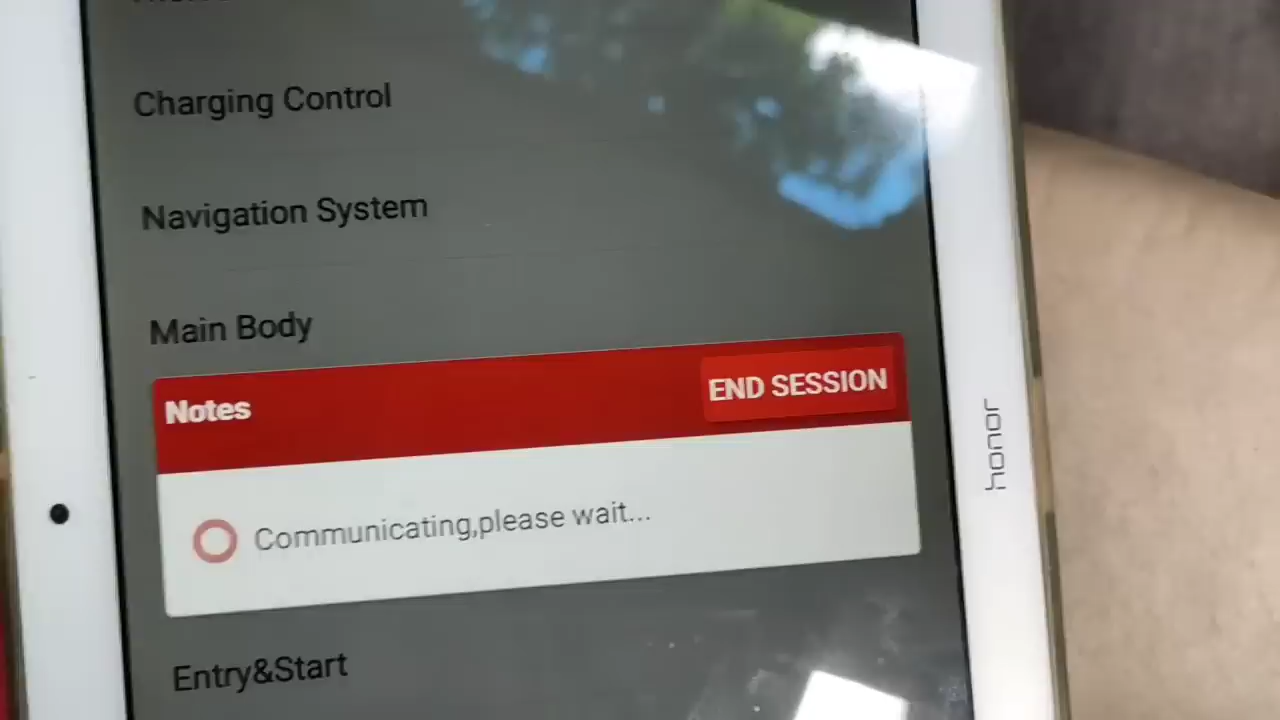 Charging Control
Navigation System
Main Body
Notes
END SESSION
Communicating,please wait...
Entry&Start
honor